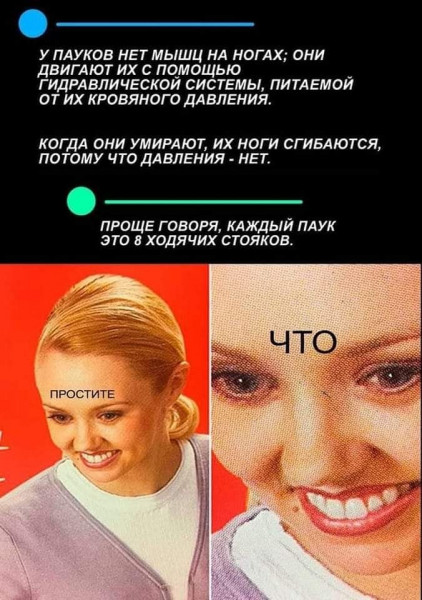 У ПАУКОВ НЕТ МЫШЦ НА НОГАХ; ОНИ
ДВИГАЮТ ИХ С ПОМОЩЬЮ
ГИДРАВЛИЧЕСКОЙ СИСТЕМЫ, ПИТАЕМОЙ
ОТ ИХ КРОВЯНОГО ДАВЛЕНИЯ.
КОГДА ОНИ УМИРАЮТ, ИХ НОГИ СГИБАЮТСЯ,
ПОТОМУ ЧТО ДАВЛЕНИЯ - НЕТ.
ПРОЩЕ ГОВОРЯ, КАЖДЫЙ ПАУК
ЭТО 8 ХОДЯЧИХ СТОЯКОВ.
ПРОСТИТЕ
ЧТО